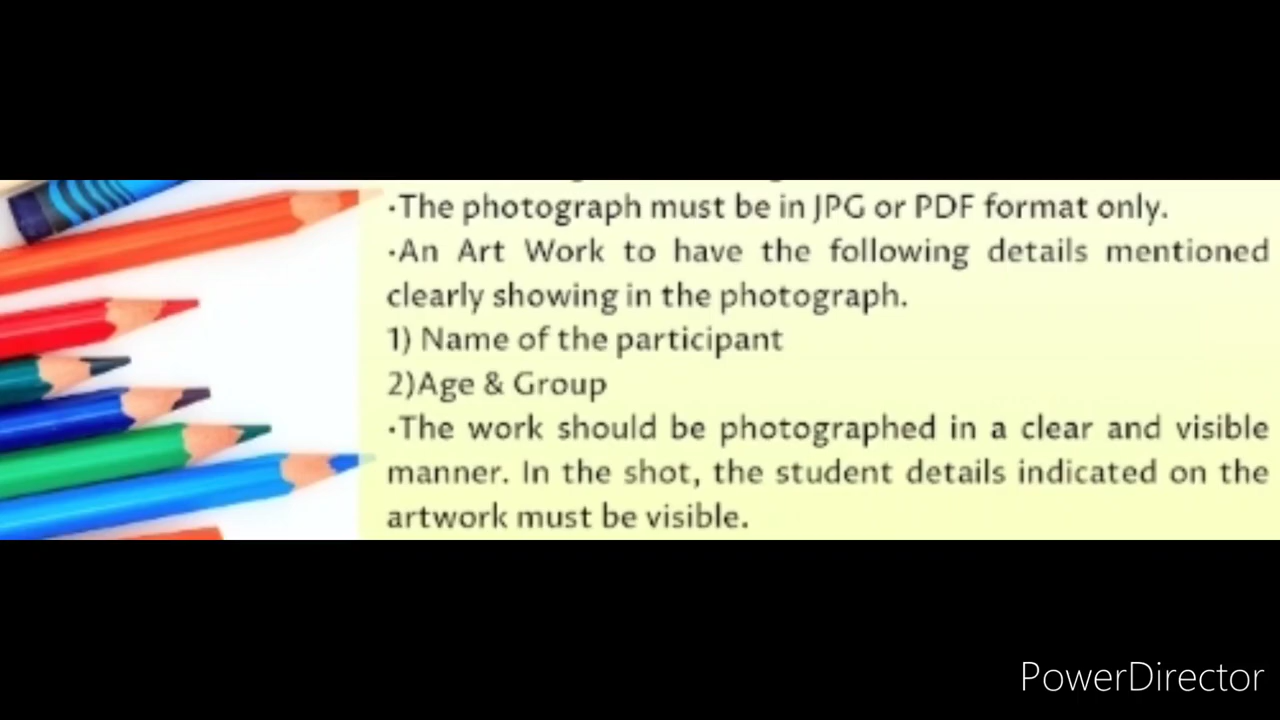 ·The photograph must be in JPG or PDF format only.
·An Art Work to have the following details mentioned
clearly showing in the photograph.
1) Name of the participant
2)Age & Group
·The work should be photographed in a clear and visible
manner. In the shot, the student details indicated on the
artwork must be visible.
PowerDirector